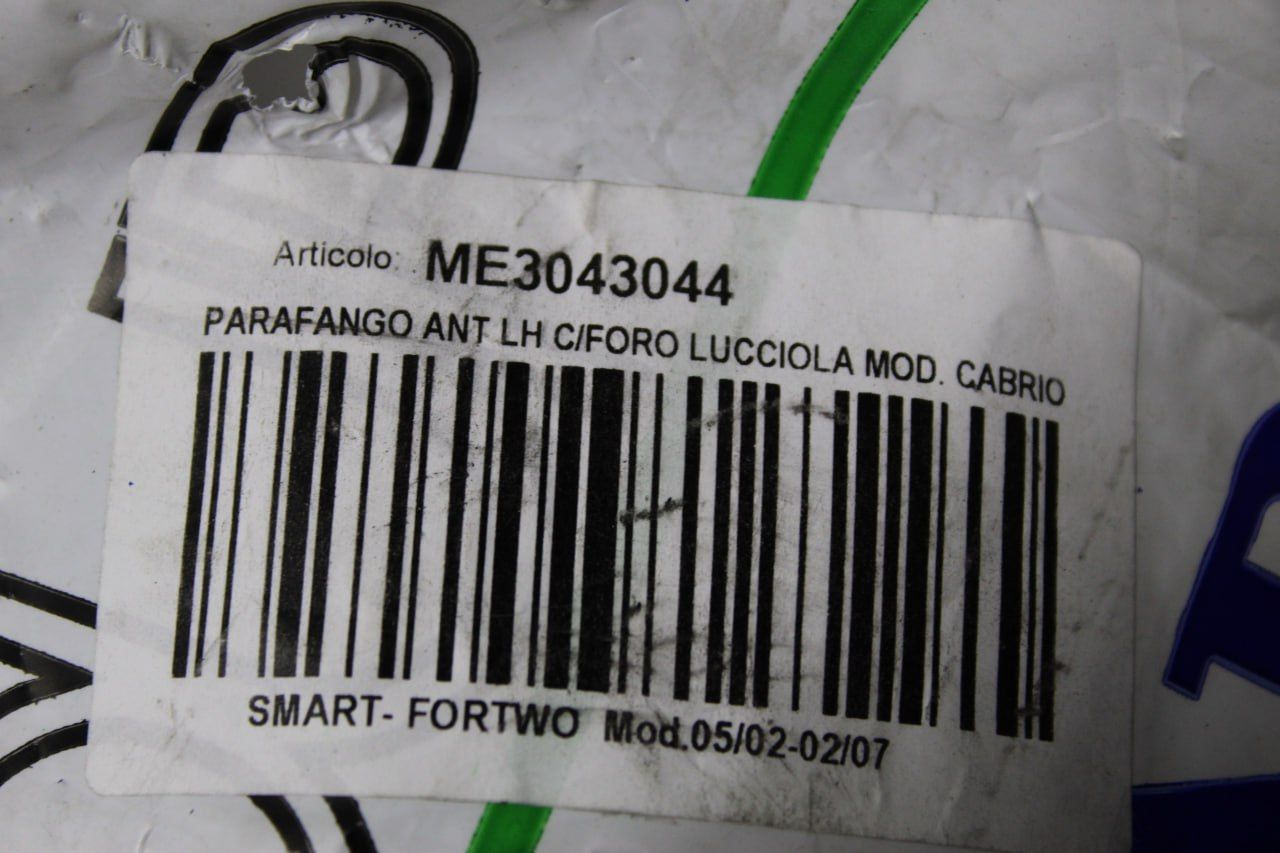 Articolo: ME3043044
PARAFANGO ANT LH C/FORO LUCCIOLA MOD. CABRIO
SMART- FORTWO Mod.05/02-02/07